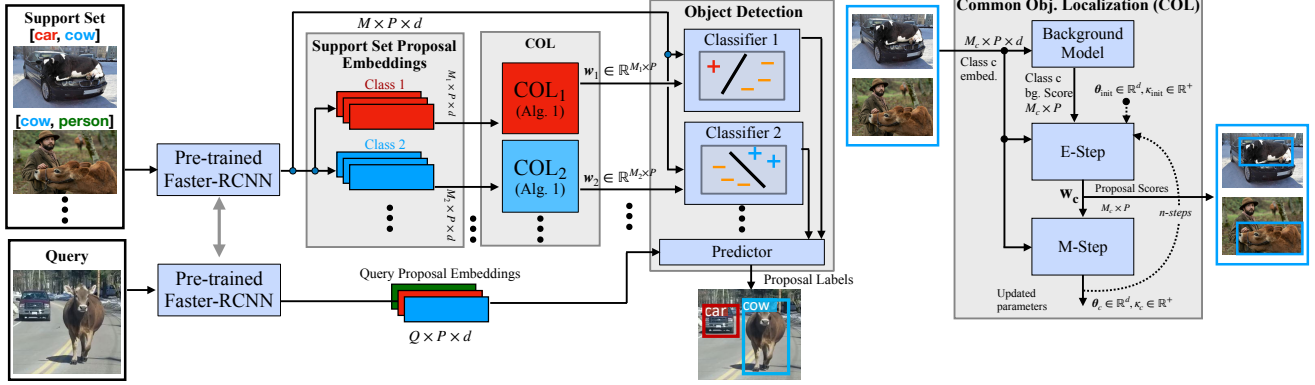 Support Set
[car, cow]
[cow, person]
Pre-trained
Faster-RCNN
Query
Pre-trained
Faster-RCNN
M × P × d
Support Set Proposal
Embeddings
Class 1
M₁ × P × d
Class 2
M₂ × P × d
COL
COL₁
(Alg. 1)
COL₂
(Alg. 1)
w₁ ∈ ℝ^{M₁×P}
w₂ ∈ ℝ^{M₂×P}
Query Proposal Embeddings
Q × P × d
Object Detection
Classifier 1
Classifier 2
Predictor
Proposal Labels
car
cow
Common Obj. Localization (COL)
M_c × P × d
Class c
embed.
Background
Model
Class c
bg. Score
M_c × P
θ_init ∈ ℝ^d, κ_init ∈ ℝ⁺
E-Step
W_c
Proposal Scores
M_c × P
n-steps
M-Step
Updated
parameters
θ_c ∈ ℝ^d, κ_c ∈ ℝ⁺